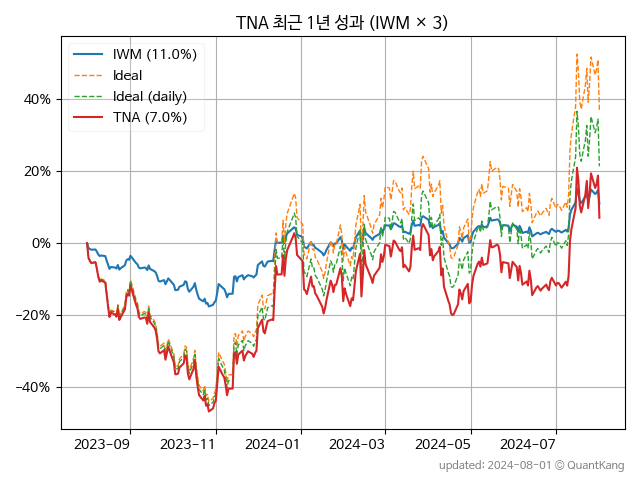 TNA 최근 1년 성과 (IWM × 3)
IWM (11.0%)
Ideal
Ideal (daily)
TNA (7.0%)
40%
20%
0%
−20%
−40%
2023−09
2023−11
2024−01
2024−03
2024−05
2024−07
updated: 2024-08-01 © QuantKang